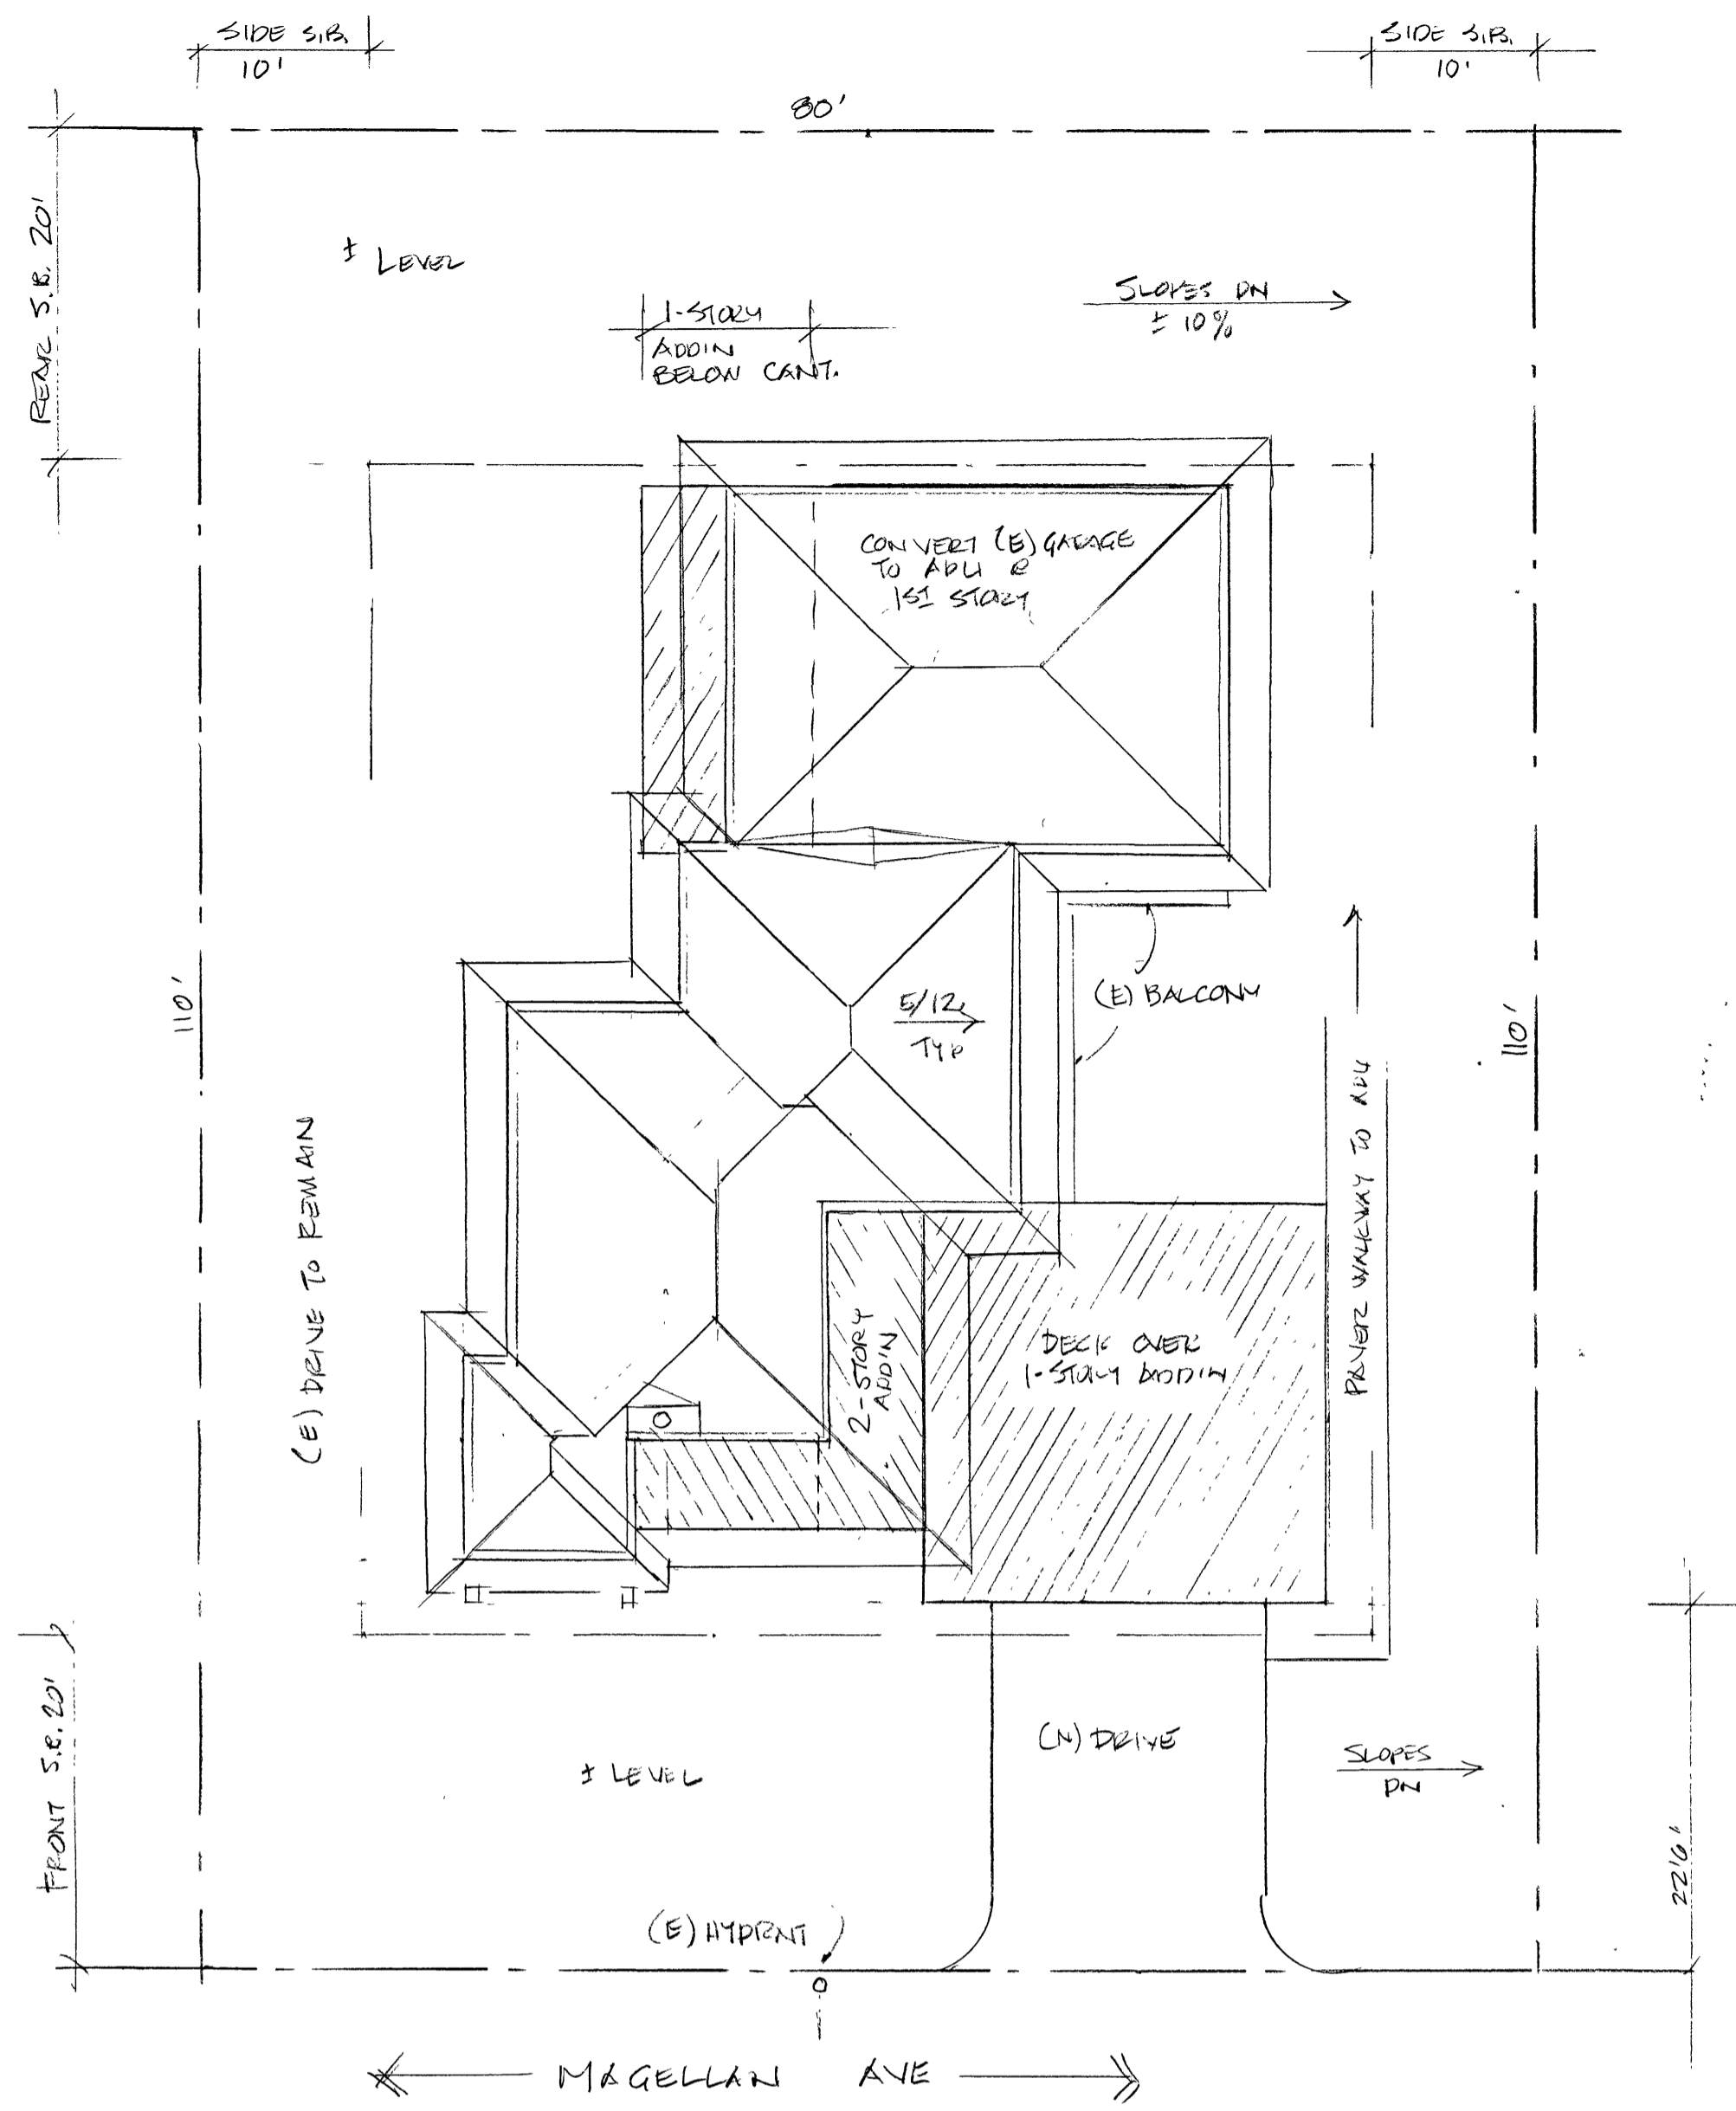 SIDE S.B.
10'
SIDE S.B.
10'
80'
REAR S.B. 20'
± LEVEL
SLOPES DN
± 10%
1-STORY
ADDIN
BELOW CANT.
CONVERT (E) GARAGE
TO ADU @
1ST STORY
110'
5/12
TYP
(E) BALCONY
110'
(E) DRIVE TO REMAIN
PAVER WALKWAY TO ADU
2-STORY
ADDIN
DECK OVER
1-STORY ADDIN
FRONT S.B. 20'
± LEVEL
(N) DRIVE
SLOPES
DN
22'6"
(E) HYDRNT
MAGELLAN AVE